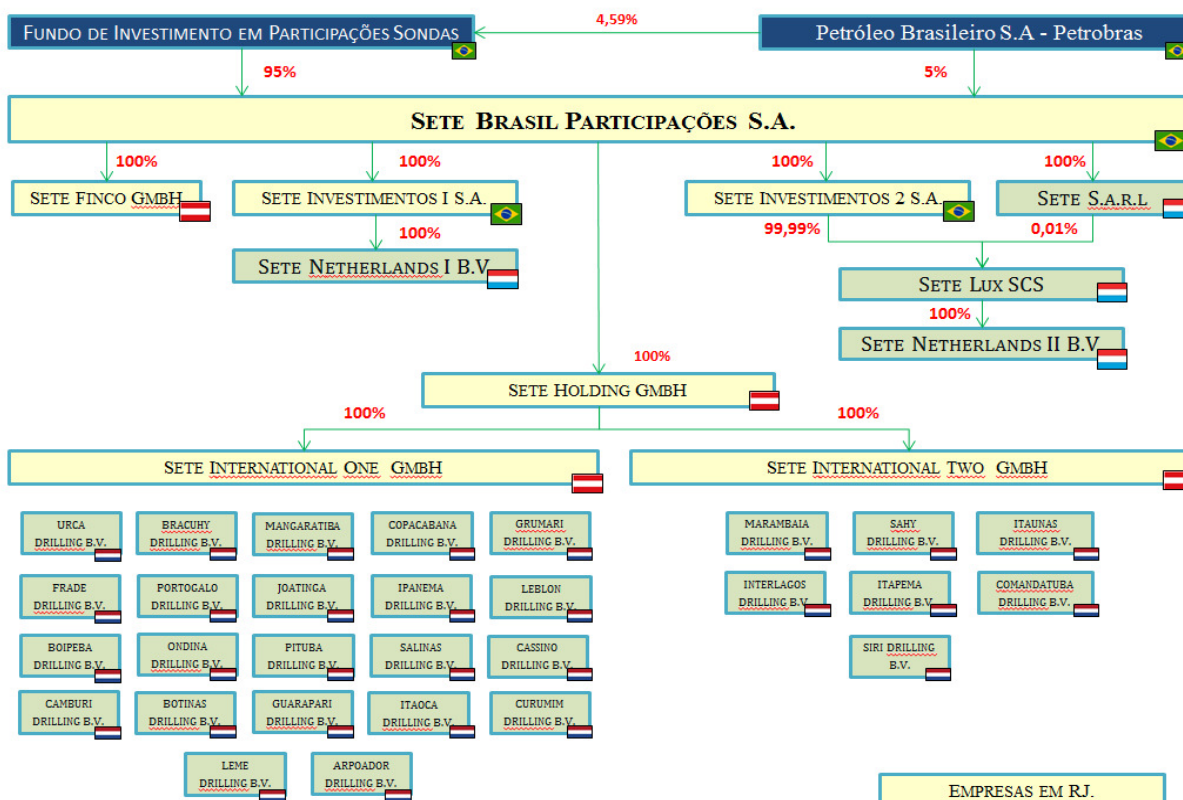 4,59%
FUNDO DE INVESTIMENTO EM PARTICIPAÇÕES SONDAS
Petróleo Brasileiro S.A - Petrobras
95%
5%
SETE BRASIL PARTICIPAÇÕES S.A.
100%
100%
100%
100%
SETE FINCO GMBH
SETE INVESTIMENTOS I S.A.
SETE INVESTIMENTOS 2 S.A.
SETE S.A.R.L
100%
99,99%
0,01%
SETE NETHERLANDS I B.V
SETE LUX SCS
100%
SETE NETHERLANDS II B.V
100%
SETE HOLDING GMBH
100%
100%
SETE INTERNATIONAL ONE GMBH
SETE INTERNATIONAL TWO GMBH
URCA
DRILLING B.V.
BRACUHY
DRILLING B.V.
MANGARATIBA
DRILLING B.V.
COPACABANA
DRILLING B.V.
GRUMARI
DRILLING B.V.
MARAMBAIA
DRILLING B.V.
SAHY
DRILLING B.V.
ITAUNAS
DRILLING B.V.
FRADE
DRILLING B.V.
PORTOGALO
DRILLING B.V.
JOATINGA
DRILLING B.V.
IPANEMA
DRILLING B.V.
LEBLON
DRILLING B.V.
INTERLAGOS
DRILLING B.V
ITAPEMA
DRILLING B.V.
COMANDATUBA
DRILLING B.V.
BOIPEBA
DRILLING B.V.
ONDINA
DRILLING B.V.
PITUBA
DRILLING B.V.
SALINAS
DRILLING B.V.
CASSINO
DRILLING B.V.
SIRI DRILLING
B.V.
CAMBURI
DRILLING B.V.
BOTINAS
DRILLING B.V.
GUARAPARI
DRILLING B.V.
ITAOCA
DRILLING B.V.
CURUMIM
DRILLING B.V.
LEME
DRILLING B.V.
ARPOADOR
DRILLING B.V.
EMPRESAS EM RJ.